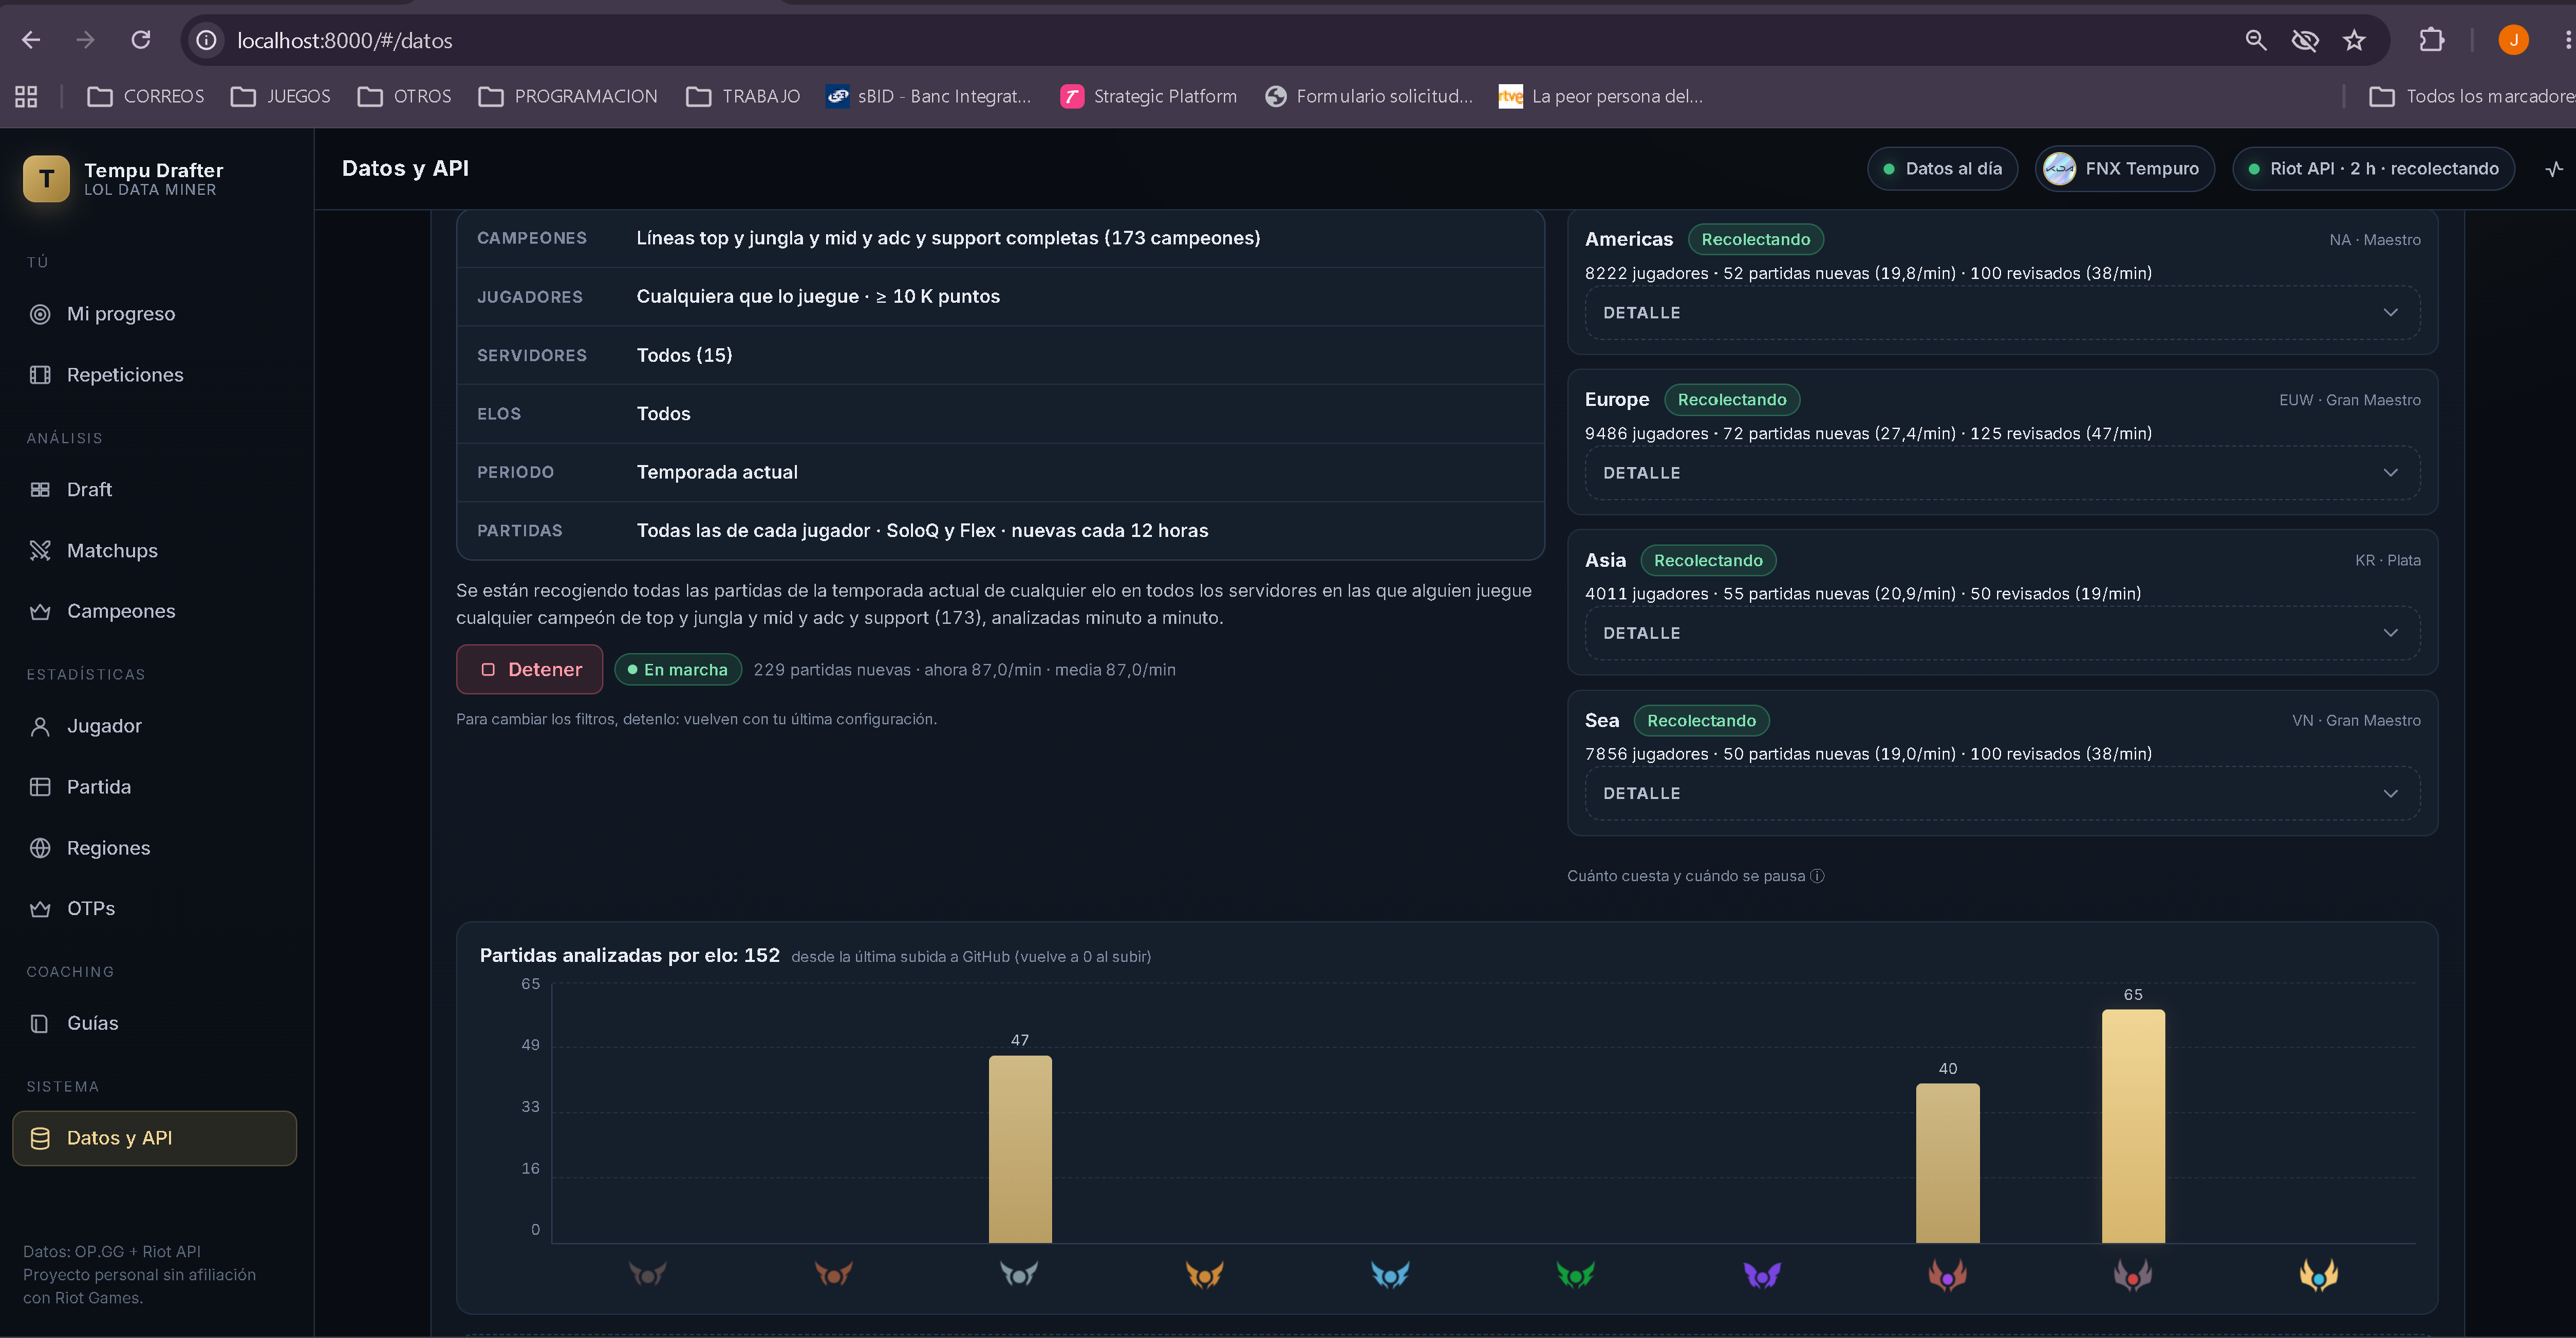 localhost:8000/#/datos
J
CORREOS
JUEGOS
OTROS
PROGRAMACION
TRABAJO
sBID - Banc Integrat...
Strategic Platform
Formulario solicitud...
rtve
La peor persona del...
Todos los marcadore
T
Tempu Drafter
LOL DATA MINER
TÚ
Mi progreso
Repeticiones
ANÁLISIS
Draft
Matchups
Campeones
ESTADÍSTICAS
Jugador
Partida
Regiones
OTPs
COACHING
Guías
SISTEMA
Datos y API
Datos: OP.GG + Riot API
Proyecto personal sin afiliación
con Riot Games.
Datos y API
Datos al día
FNX Tempuro
Riot API · 2 h · recolectando
CAMPEONES Líneas top y jungla y mid y adc y support completas (173 campeones)
JUGADORES Cualquiera que lo juegue · ≥ 10 K puntos
SERVIDORES Todos (15)
ELOS Todos
PERIODO Temporada actual
PARTIDAS Todas las de cada jugador · SoloQ y Flex · nuevas cada 12 horas
Se están recogiendo todas las partidas de la temporada actual de cualquier elo en todos los servidores en las que alguien juegue
cualquier campeón de top y jungla y mid y adc y support (173), analizadas minuto a minuto.
Detener
En marcha
229 partidas nuevas · ahora 87,0/min · media 87,0/min
Para cambiar los filtros, detenlo: vuelven con tu última configuración.
Americas Recolectando NA · Maestro
8222 jugadores · 52 partidas nuevas (19,8/min) · 100 revisados (38/min)
DETALLE
Europe Recolectando EUW · Gran Maestro
9486 jugadores · 72 partidas nuevas (27,4/min) · 125 revisados (47/min)
DETALLE
Asia Recolectando KR · Plata
4011 jugadores · 55 partidas nuevas (20,9/min) · 50 revisados (19/min)
DETALLE
Sea Recolectando VN · Gran Maestro
7856 jugadores · 50 partidas nuevas (19,0/min) · 100 revisados (38/min)
DETALLE
Cuánto cuesta y cuándo se pausa ⓘ
Partidas analizadas por elo: 152 desde la última subida a GitHub (vuelve a 0 al subir)
65
49
33
16
0
47
40
65